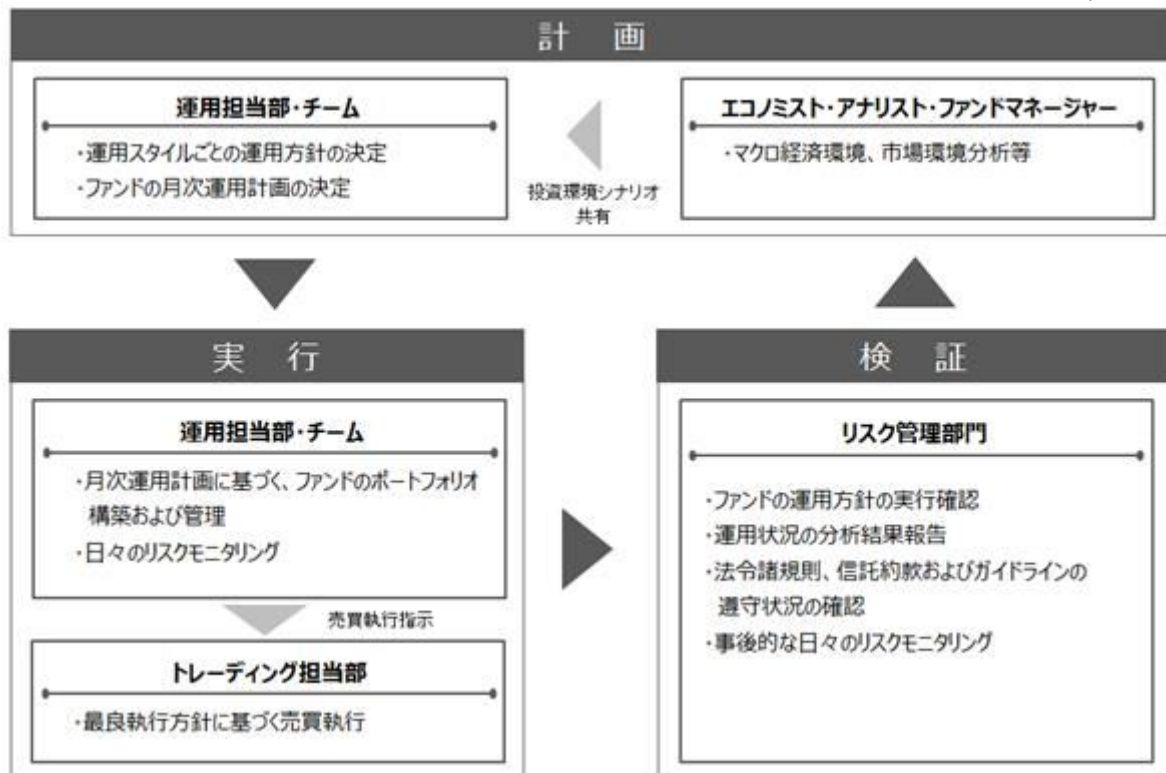 計 画
運用担当部・チーム
・運用スタイルごとの運用方針の決定
・ファンドの月次運用計画の決定
投資環境シナリオ
共有
エコノミスト・アナリスト・ファンドマネージャー
・マクロ経済環境、市場環境分析等
実 行
運用担当部・チーム
・月次運用計画に基づく、ファンドのポートフォリオ
構築および管理
・日々のリスクモニタリング
売買執行指示
トレーディング担当部
・最良執行方針に基づく売買執行
検 証
リスク管理部門
・ファンドの運用方針の実行確認
・運用状況の分析結果報告
・法令諸規則、信託約款およびガイドラインの
遵守状況の確認
・事後的な日々のリスクモニタリング